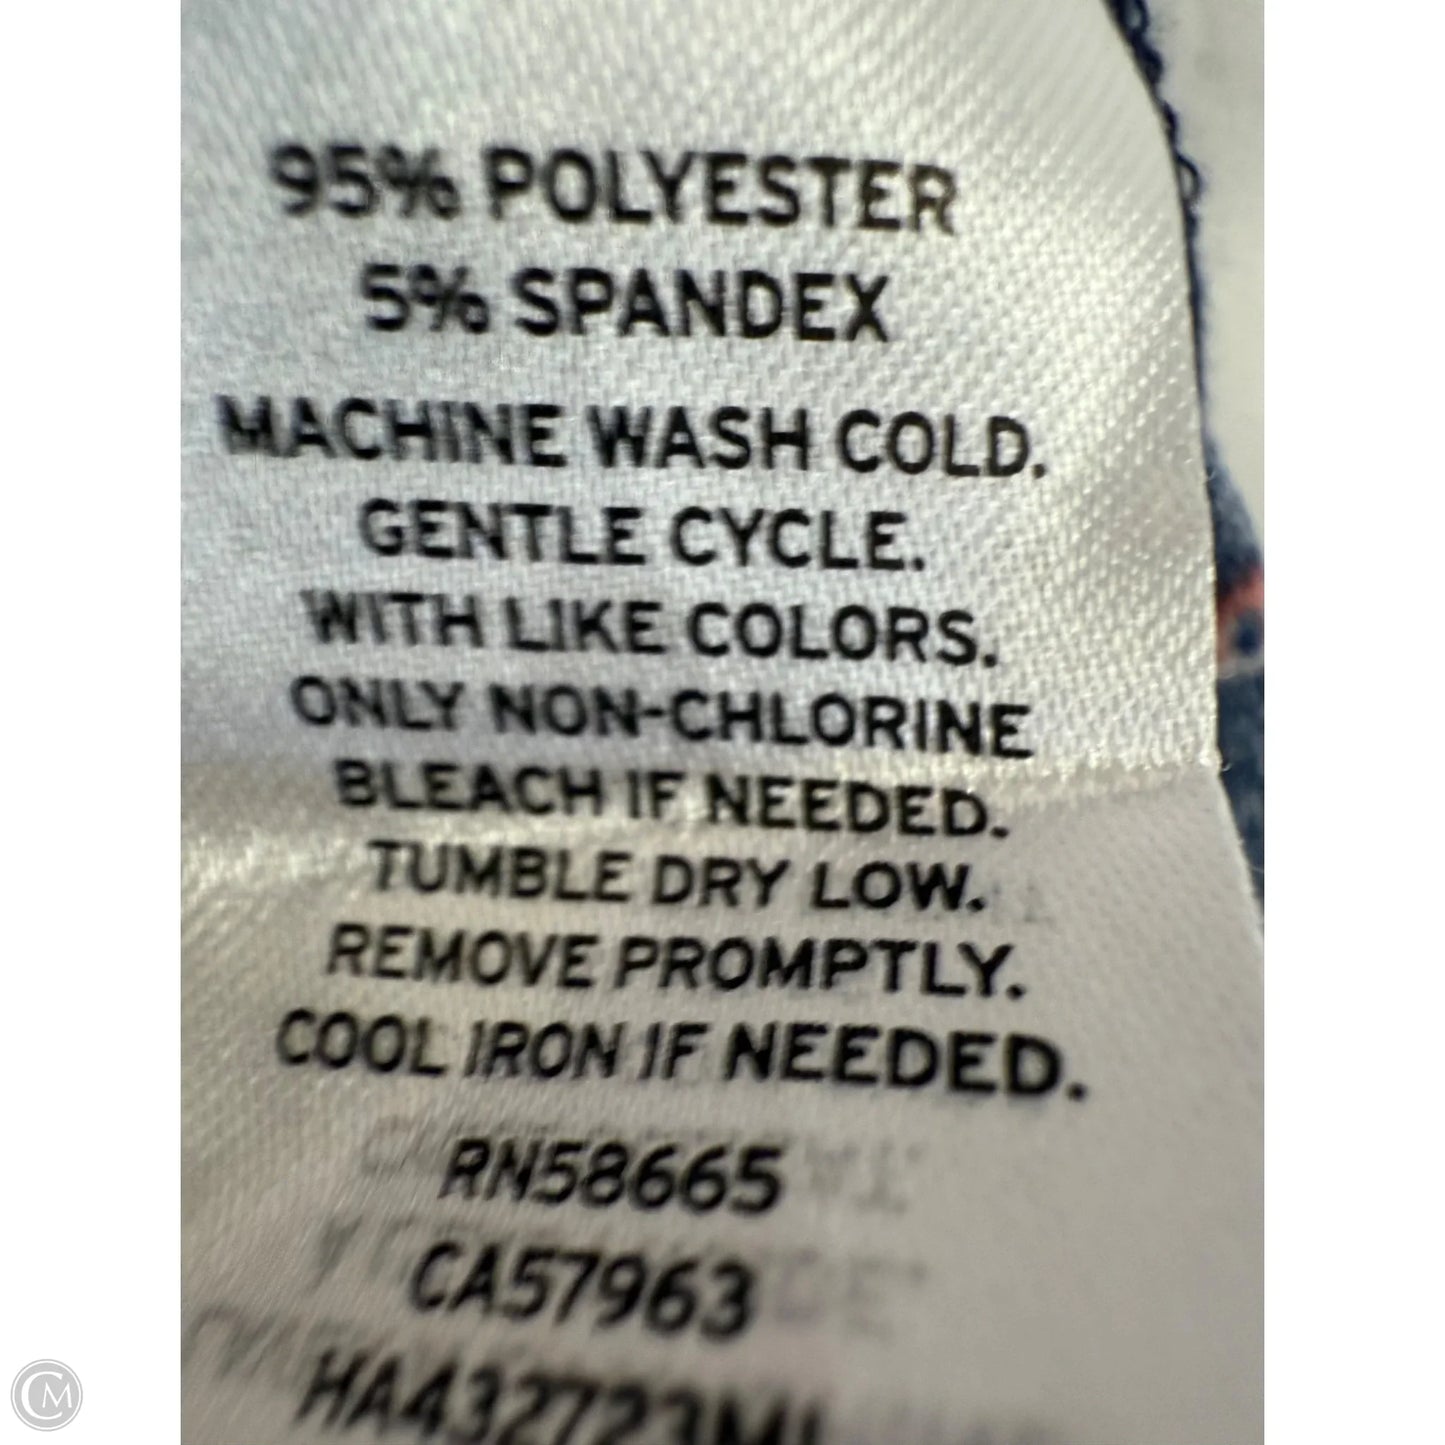 95% POLYESTER
5% SPANDEX
MACHINE WASH COLD.
GENTLE CYCLE.
WITH LIKE COLORS.
ONLY NON-CHLORINE
BLEACH IF NEEDED.
TUMBLE DRY LOW.
REMOVE PROMPTLY.
COOL IRON IF NEEDED.
RN58665
CA57963
CM